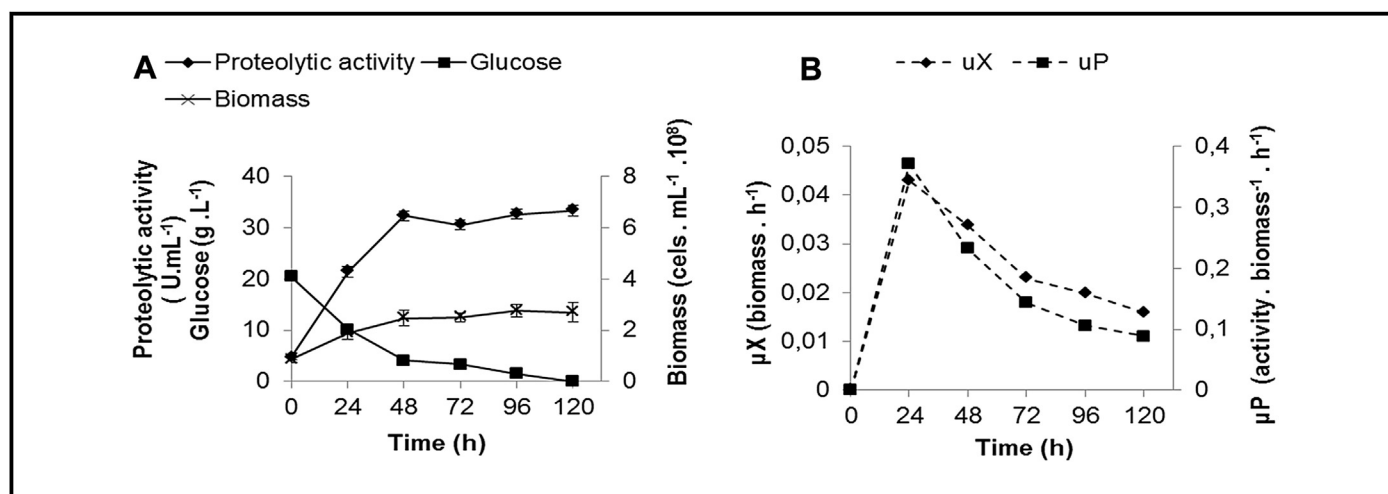 A
Proteolytic activity
Glucose
Biomass
Proteolytic activity
( U.mL⁻¹)
Glucose (g .L⁻¹)
40
30
20
10
0
8
6
4
2
0
Biomass (cels . mL⁻¹ .10⁸)
0 24 48 72 96 120
Time (h)
B
uX
uP
µX (biomass . h⁻¹)
0,05
0,04
0,03
0,02
0,01
0
0,4
0,3
0,2
0,1
0
µP (activity . biomass⁻¹ . h⁻¹)
0 24 48 72 96 120
Time (h)